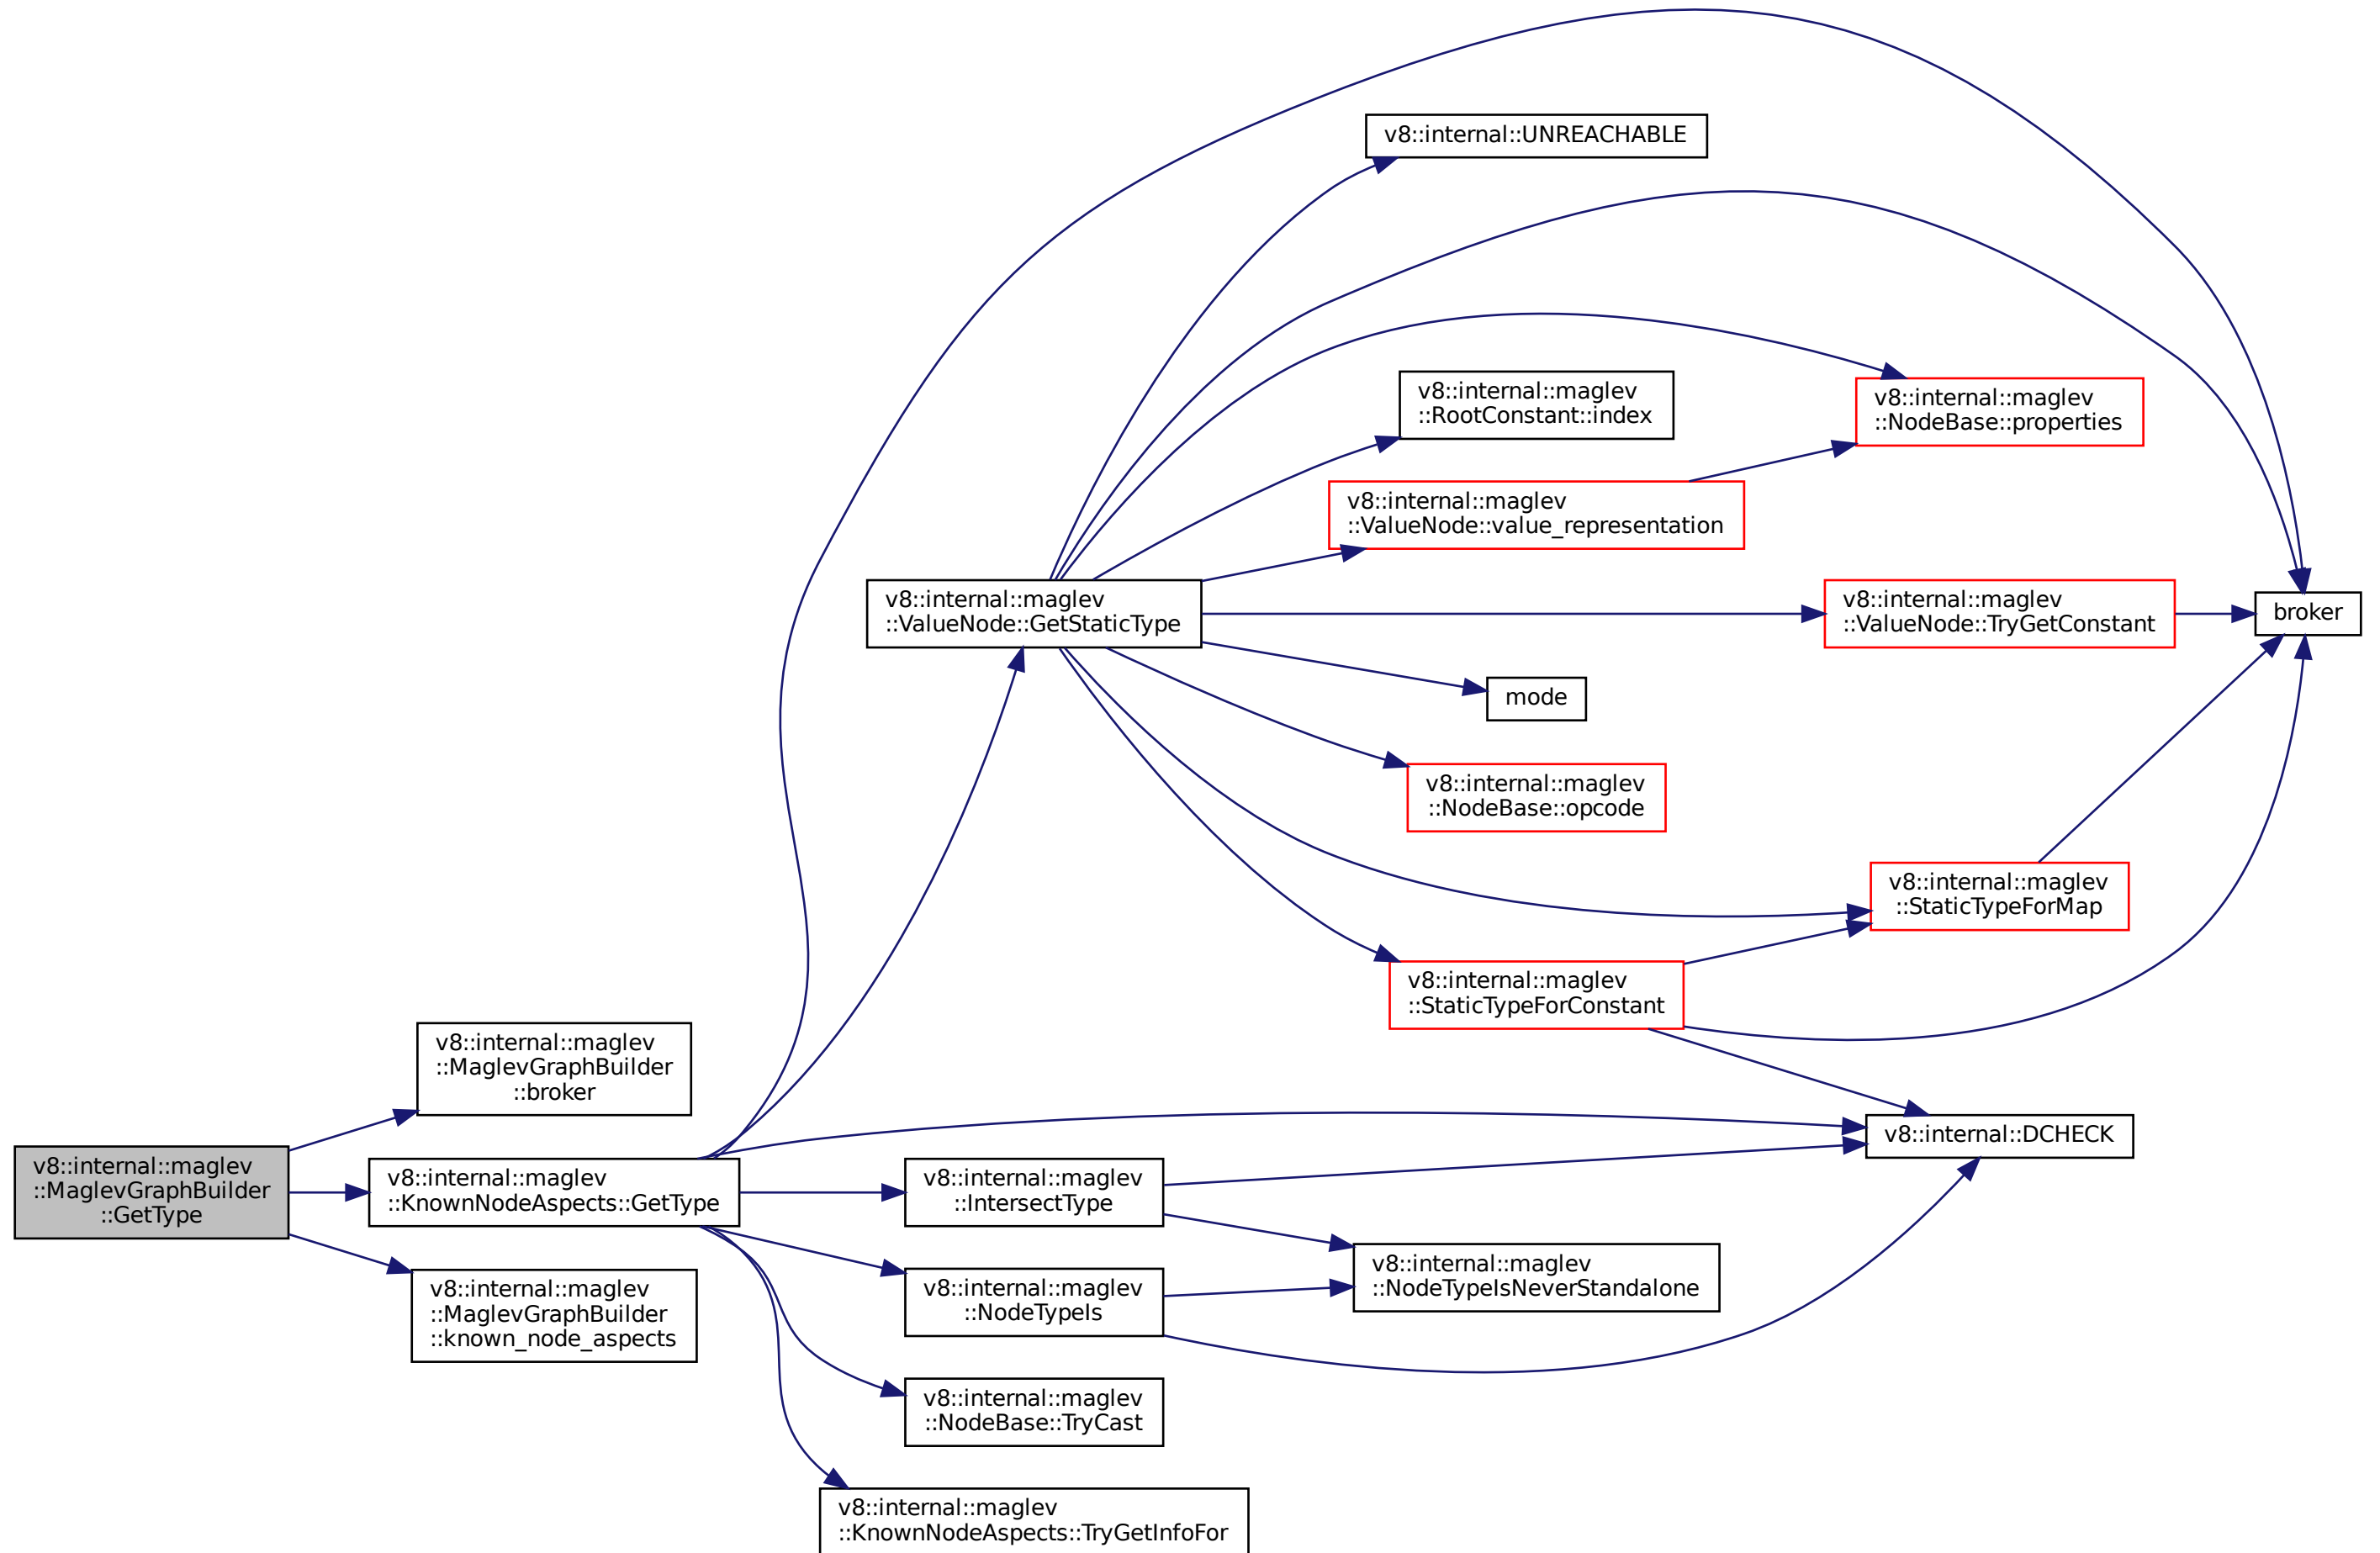 v8::internal::UNREACHABLE
v8::internal::maglev
::RootConstant::index
v8::internal::maglev
::NodeBase::properties
v8::internal::maglev
::ValueNode::value_representation
v8::internal::maglev
::ValueNode::GetStaticType
v8::internal::maglev
::ValueNode::TryGetConstant
broker
mode
v8::internal::maglev
::NodeBase::opcode
v8::internal::maglev
::StaticTypeForMap
v8::internal::maglev
::StaticTypeForConstant
v8::internal::maglev
::MaglevGraphBuilder
::broker
v8::internal::DCHECK
v8::internal::maglev
::MaglevGraphBuilder
::GetType
v8::internal::maglev
::KnownNodeAspects::GetType
v8::internal::maglev
::IntersectType
v8::internal::maglev
::NodeTypeIsNeverStandalone
v8::internal::maglev
::MaglevGraphBuilder
::known_node_aspects
v8::internal::maglev
::NodeTypeIs
v8::internal::maglev
::NodeBase::TryCast
v8::internal::maglev
::KnownNodeAspects::TryGetInfoFor